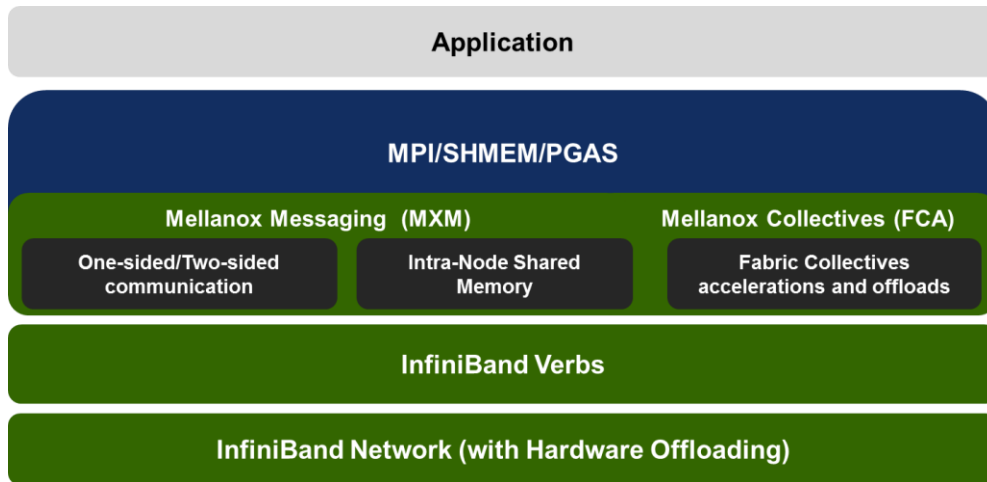 Application
MPI/SHMEM/PGAS
Mellanox Messaging (MXM)
Mellanox Collectives (FCA)
One-sided/Two-sided
communication
Intra-Node Shared
Memory
Fabric Collectives
accelerations and offloads
InfiniBand Verbs
InfiniBand Network (with Hardware Offloading)